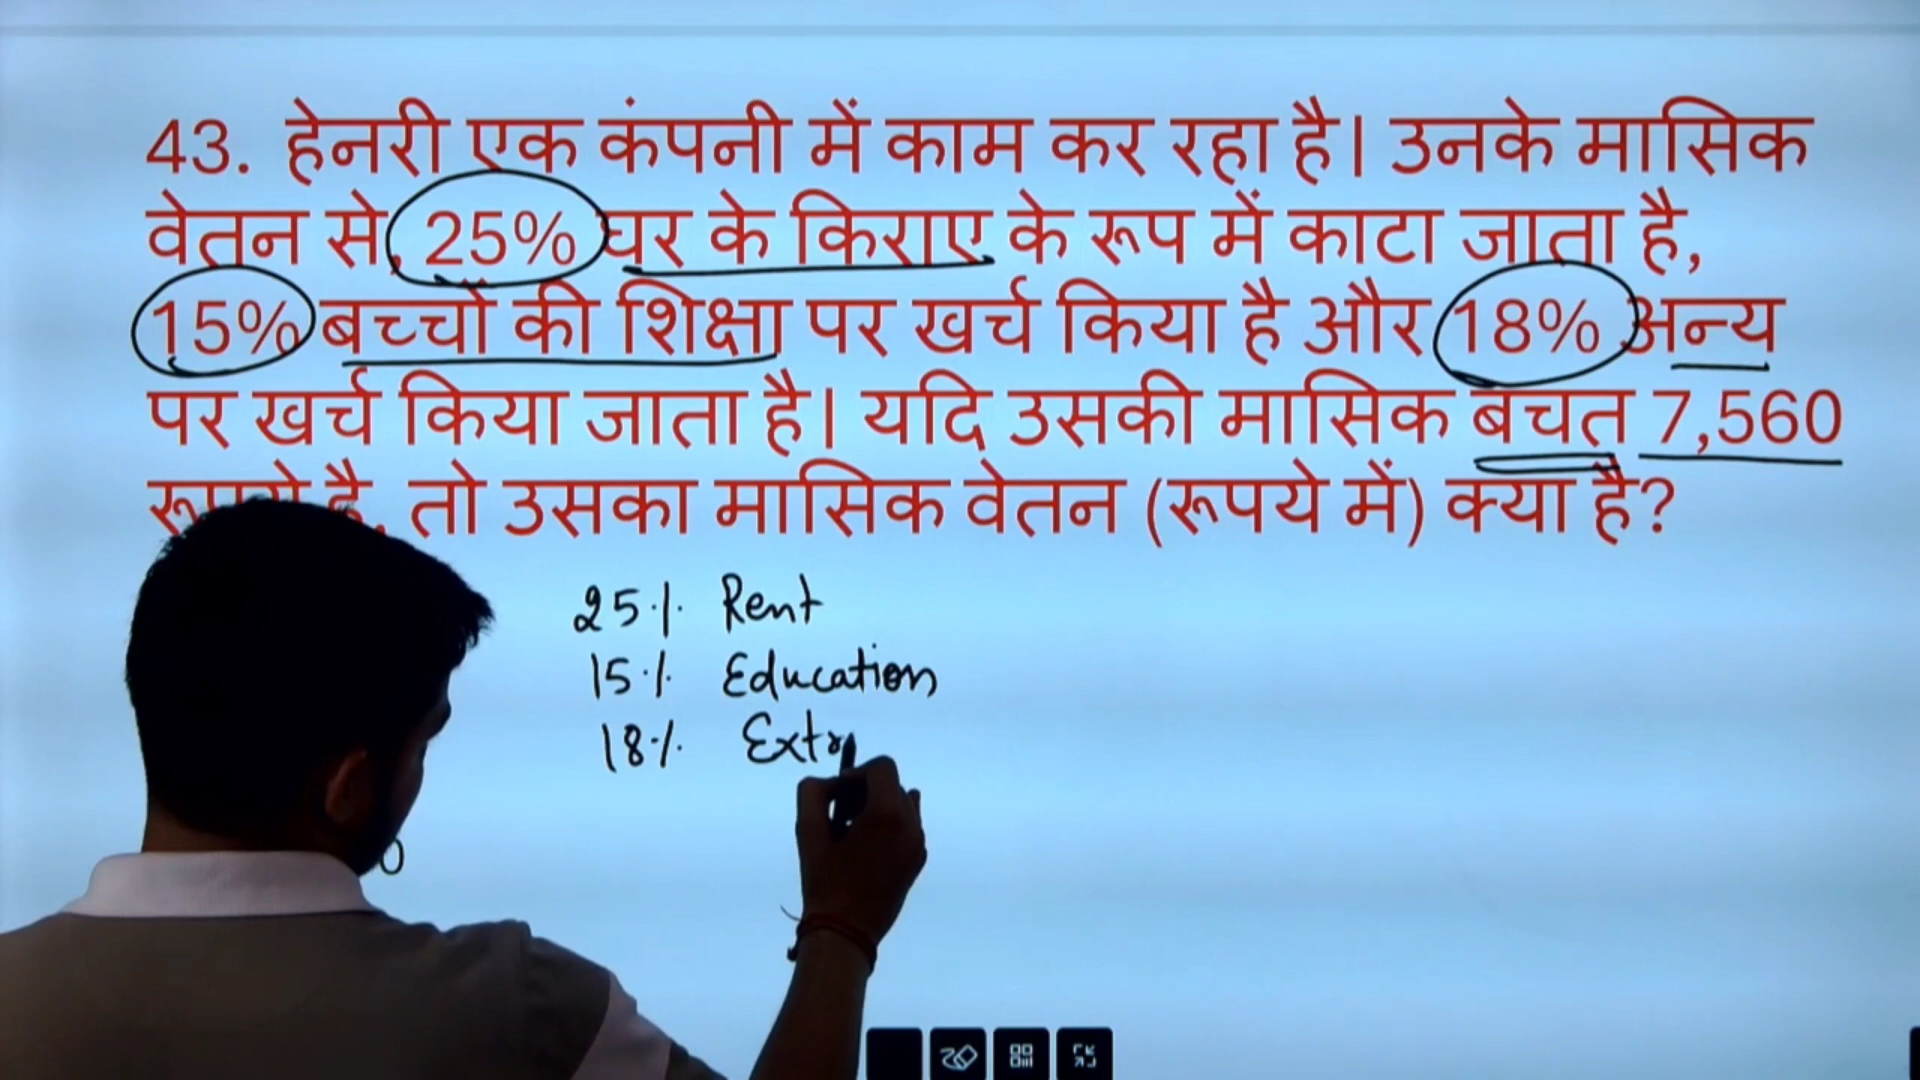 43. हेनरी एक कंपनी में काम कर रहा है। उनके मासिक
वेतन से, 25% घर के किराए के रूप में काटा जाता है,
15% बच्चों की शिक्षा पर खर्च किया है और 18% अन्य
पर खर्च किया जाता है। यदि उसकी मासिक बचत 7,560
है, तो उसका मासिक वेतन (रूपये में) क्या है?
25% Rent
15% Education
18% Extr